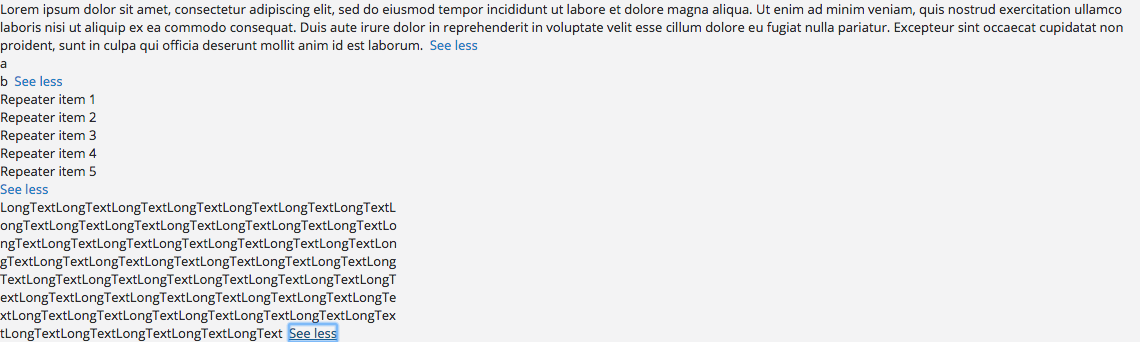 Lorem ipsum dolor sit amet, consectetur adipiscing elit, sed do eiusmod tempor incididunt ut labore et dolore magna aliqua. Ut enim ad minim veniam, quis nostrud exercitation ullamco
laboris nisi ut aliquip ex ea commodo consequat. Duis aute irure dolor in reprehenderit in voluptate velit esse cillum dolore eu fugiat nulla pariatur. Excepteur sint occaecat cupidatat non
proident, sunt in culpa qui officia deserunt mollit anim id est laborum. See less
a
b See less
Repeater item 1
Repeater item 2
Repeater item 3
Repeater item 4
Repeater item 5
See less
LongTextLongTextLongTextLongTextLongTextLongTextLongTextL
ongTextLongTextLongTextLongTextLongTextLongTextLongTextLo
ngTextLongTextLongTextLongTextLongTextLongTextLongTextLon
gTextLongTextLongTextLongTextLongTextLongTextLongTextLong
TextLongTextLongTextLongTextLongTextLongTextLongTextLongT
extLongTextLongTextLongTextLongTextLongTextLongTextLongTe
xtLongTextLongTextLongTextLongTextLongTextLongTextLongTex
tLongTextLongTextLongTextLongTextLongText See less